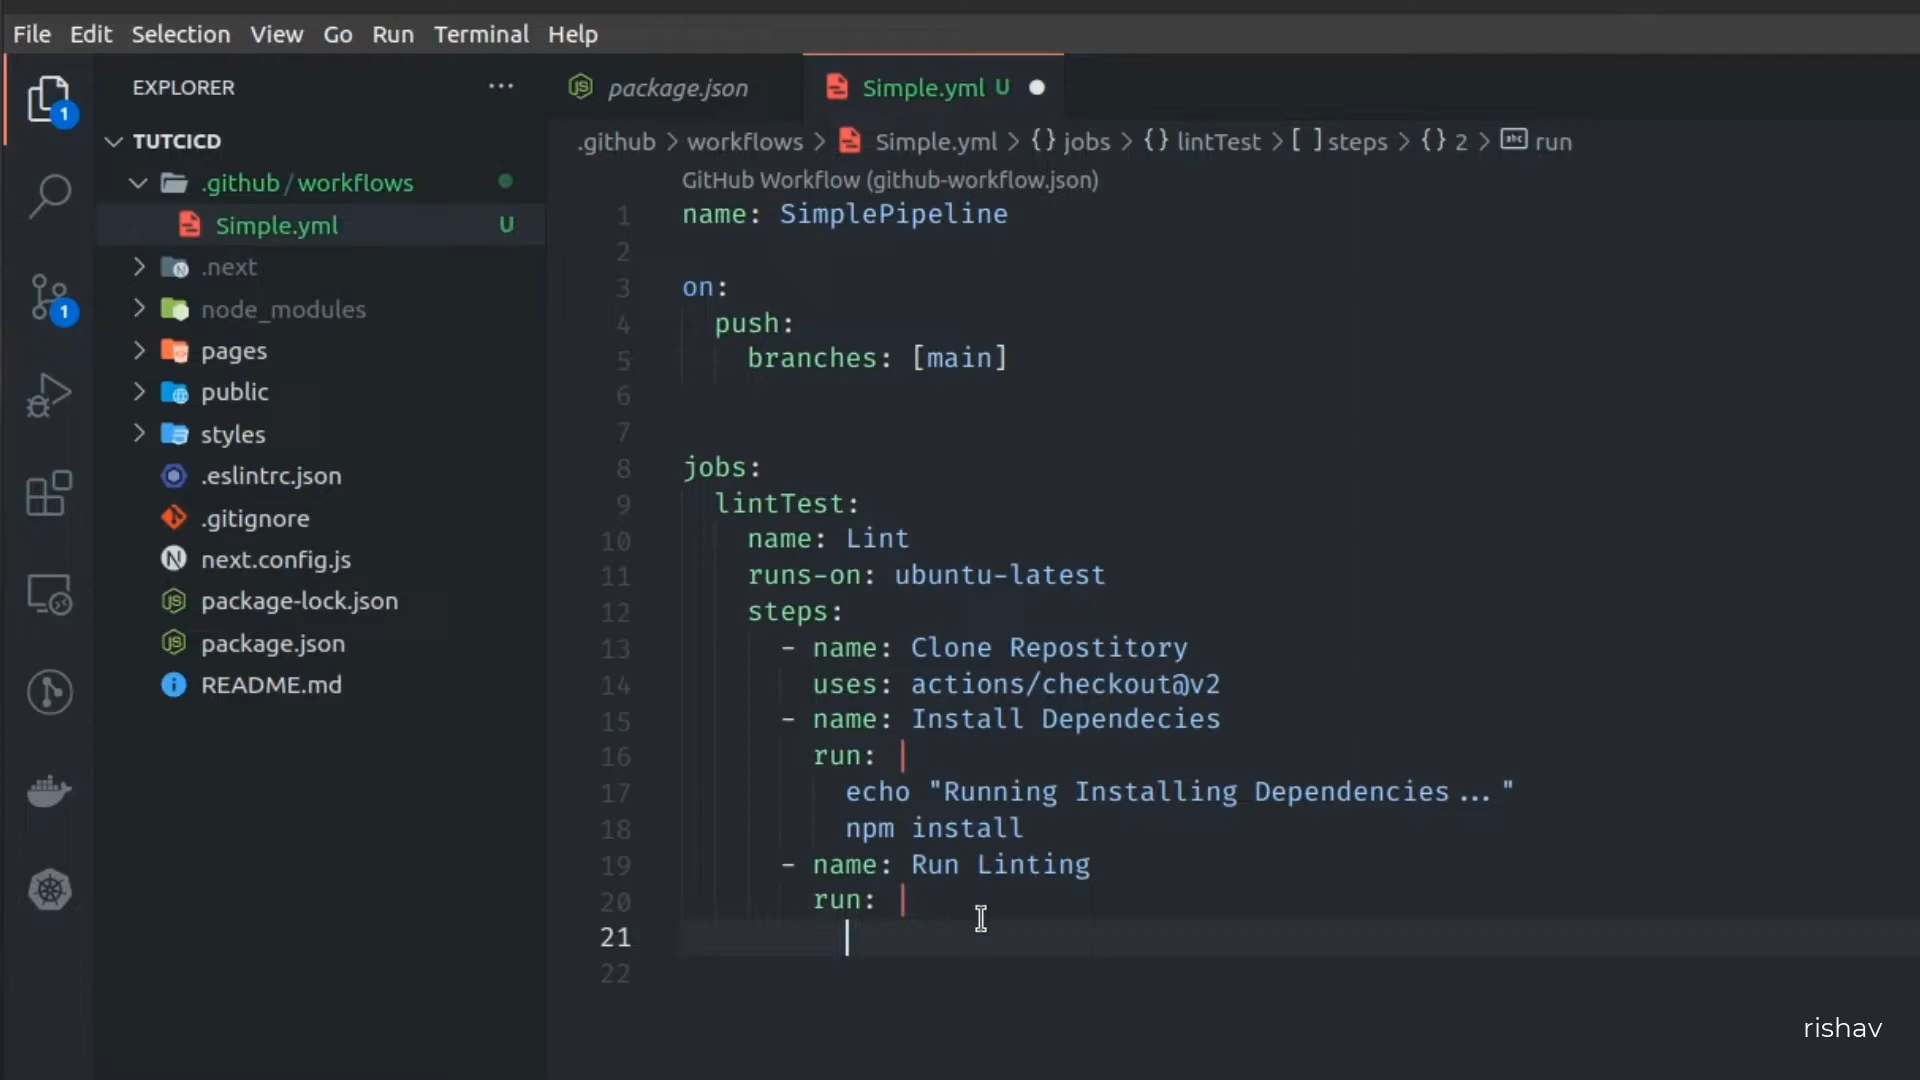 File Edit Selection View Go Run Terminal Help
EXPLORER ...
package.json
Simple.yml U
1
TUTCICD
.github / workflows
Simple.yml U
.next
node_modules
pages
public
styles
.eslintrc.json
.gitignore
next.config.js
package-lock.json
package.json
README.md
1
.github > workflows > Simple.yml > {} jobs > {} lintTest > [ ] steps > {} 2 > abc run
GitHub Workflow (github-workflow.json)
1 name: SimplePipeline
2
3 on:
4 push:
5 branches: [main]
6
7
8 jobs:
9 lintTest:
10 name: Lint
11 runs-on: ubuntu-latest
12 steps:
13 - name: Clone Repostitory
14 uses: actions/checkout@v2
15 - name: Install Dependecies
16 run: |
17 echo "Running Installing Dependencies..."
18 npm install
19 - name: Run Linting
20 run: |
21
22
rishav